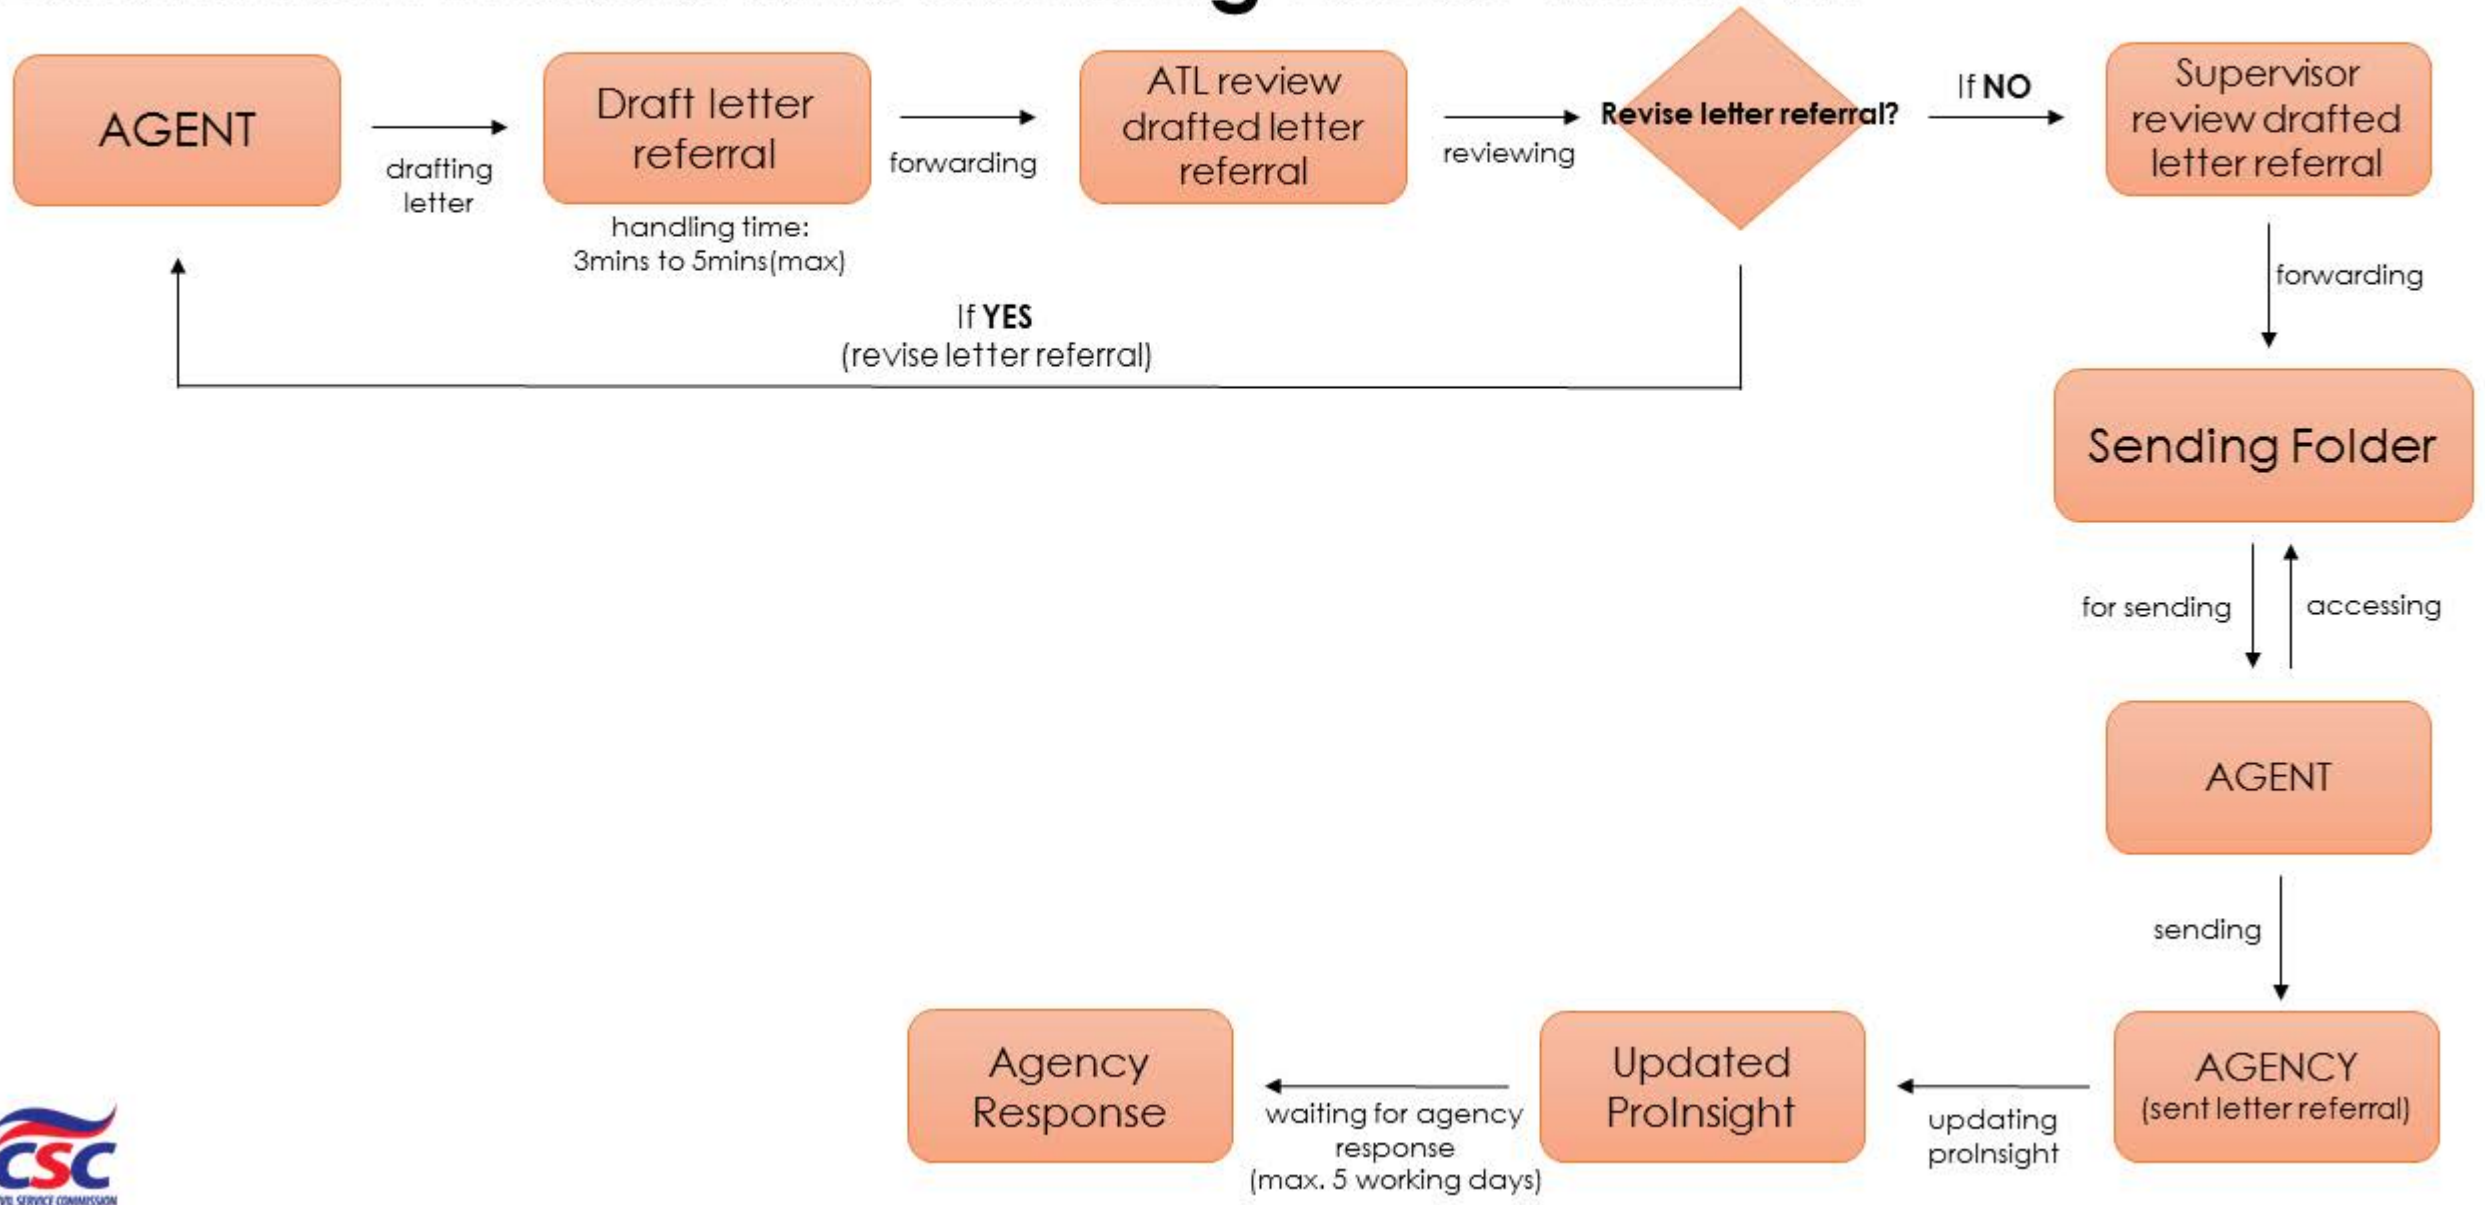 AGENT
drafting
letter
Draft letter
referral
handling time:
3mins to 5mins(max)
forwarding
ATL review
drafted letter
referral
reviewing
Revise letter referral?
If NO
Supervisor
review drafted
letter referral
If YES
(revise letter referral)
forwarding
Sending Folder
for sending
accessing
AGENT
sending
AGENCY
(sent letter referral)
updating
proInsight
Updated
ProInsight
waiting for agency
response
(max. 5 working days)
Agency
Response
CSC
CIVIL SERVICE COMMISSION